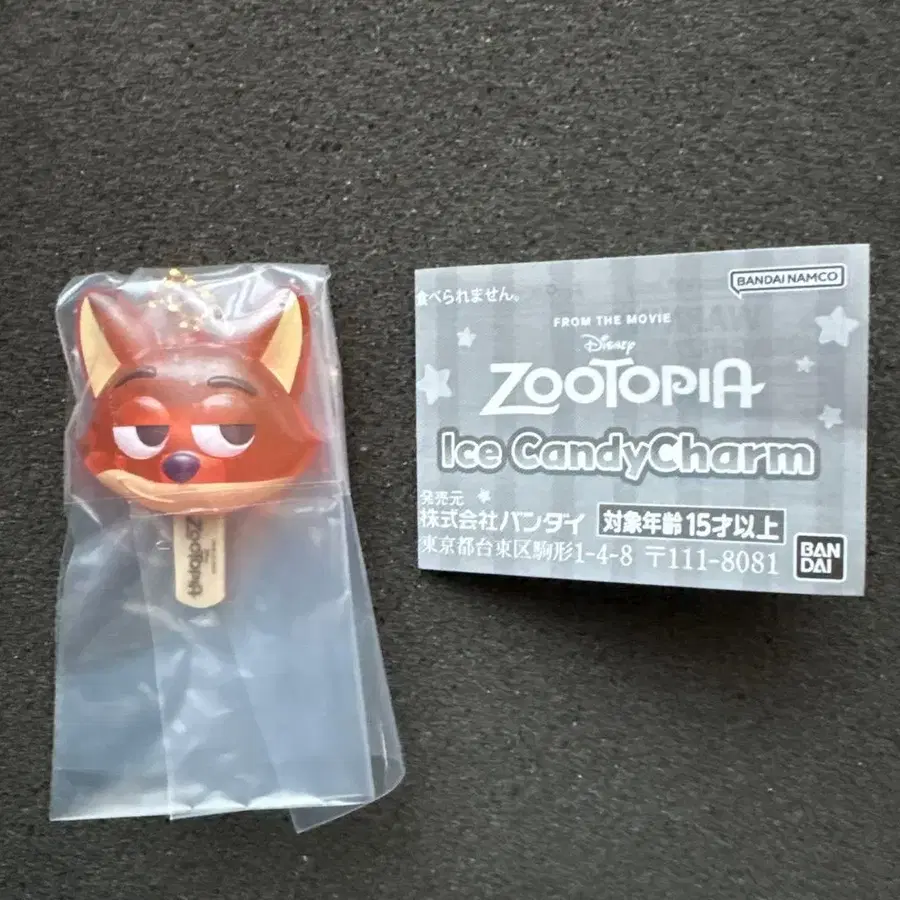 ZOOTOPIA
食べられません。
BANDAI NAMCO
FROM THE MOVIE
Disney
ZOOTOPIA
Ice CandyCharm
発売元
株式会社バンダイ 対象年齢15才以上
東京都台東区駒形1-4-8 〒111-8081
BAN
DAI